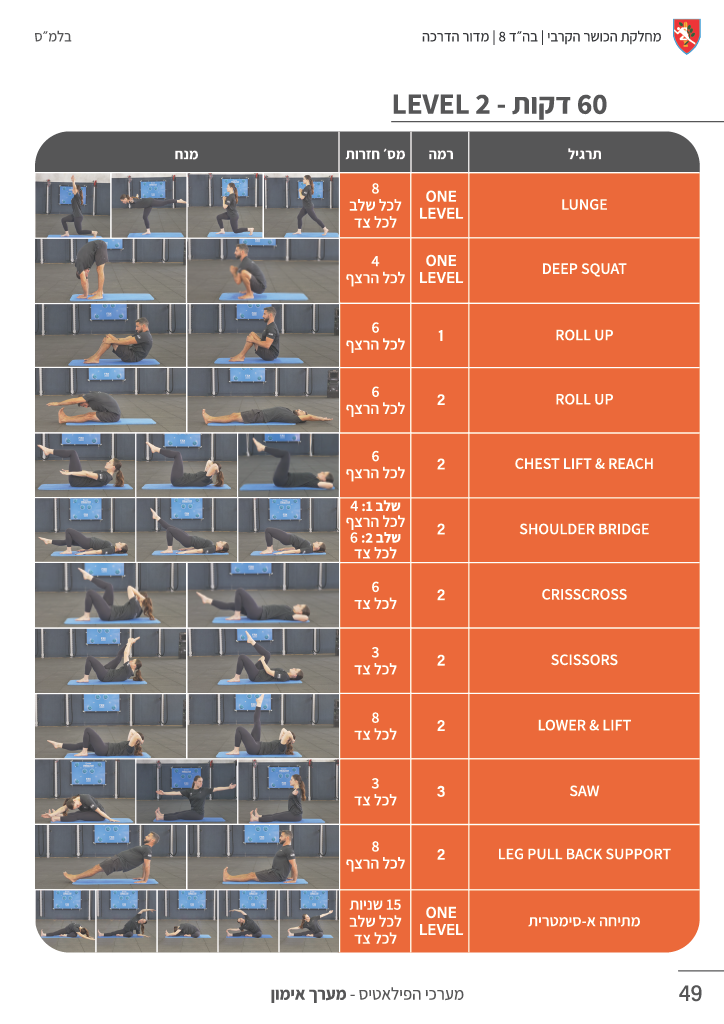 מחלקת הכושר הקרבי | בה״ד 8 | מדור הדרכה
בלמ״ס
60 דקות - LEVEL 2
תרגיל רמה מס׳ חזרות מנח
LUNGE
ONE
LEVEL
8
לכל שלב
לכל צד
DEEP SQUAT
ONE
LEVEL
4
לכל הרצף
ROLL UP
1
6
לכל הרצף
ROLL UP
2
6
לכל הרצף
CHEST LIFT & REACH
2
6
לכל הרצף
SHOULDER BRIDGE
2
שלב 1: 4
לכל הרצף
שלב 2: 6
לכל צד
CRISSCROSS
2
6
לכל צד
SCISSORS
2
3
לכל צד
LOWER & LIFT
2
8
לכל צד
SAW
3
3
לכל צד
LEG PULL BACK SUPPORT
2
8
לכל הרצף
מתיחה א-סימטרית
ONE
LEVEL
15 שניות
לכל שלב
לכל צד
מערכי הפילאטיס - מערך אימון
49